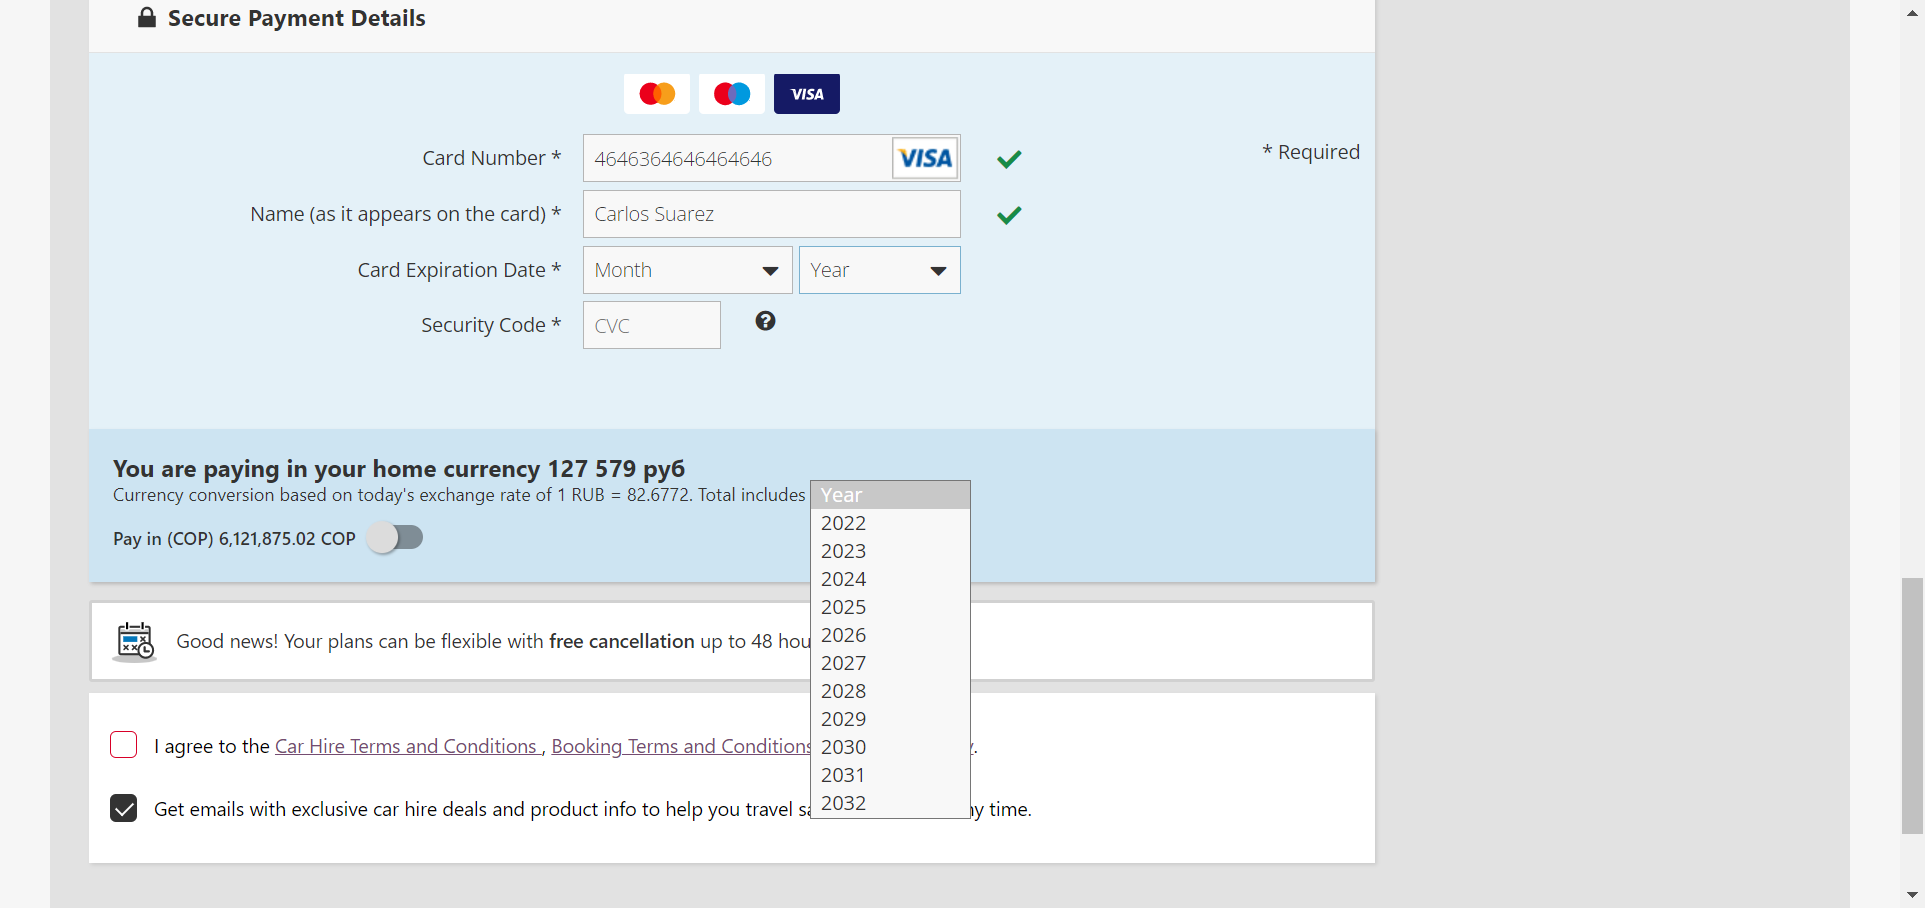 Secure Payment Details
VISA
Card Number *
4646364646464646
VISA
* Required
Name (as it appears on the card) *
Carlos Suarez
Card Expiration Date *
Month
Year
Security Code *
CVC
You are paying in your home currency 127 579 руб
Currency conversion based on today's exchange rate of 1 RUB = 82.6772. Total includes
Pay in (COP) 6,121,875.02 COP
Year
2022
2023
2024
2025
2026
2027
2028
2029
2030
2031
2032
Good news! Your plans can be flexible with free cancellation up to 48
I agree to the Car Hire Terms and Conditions , Booking Terms and Conditions
Get emails with exclusive car hire deals and product info to help you travel time.